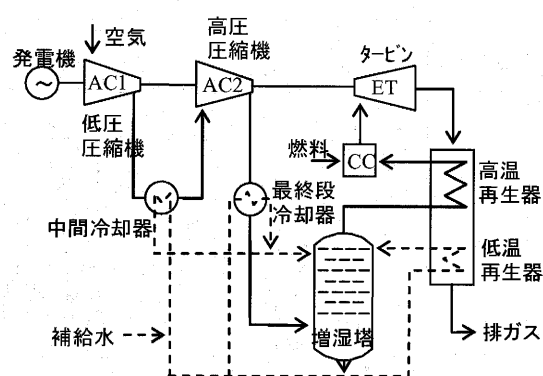 高圧
圧縮機
空気
タービン
発電機
~
AC1
AC2
ET
低圧
圧縮機
燃料
CC
高温
再生器
最終段
冷却器
中間冷却器
低温
再生器
補給水
増湿塔
排ガス